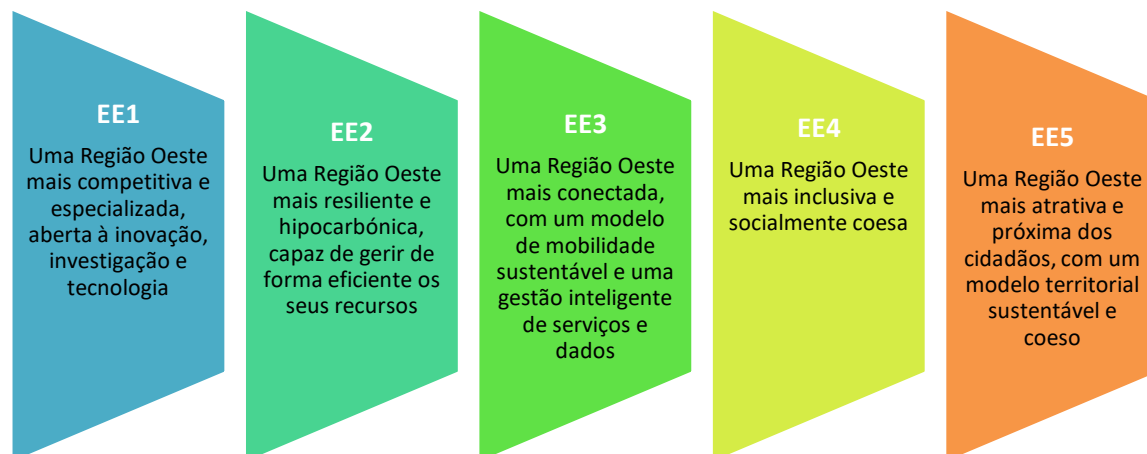 EE1
Uma Região Oeste
mais competitiva e
especializada,
aberta à inovação,
investigação e
tecnologia
EE2
Uma Região Oeste
mais resiliente e
hipocarbónica,
capaz de gerir de
forma eficiente os
seus recursos
EE3
Uma Região Oeste
mais conectada,
com um modelo
de mobilidade
sustentável e uma
gestão inteligente
de serviços e
dados
EE4
Uma Região Oeste
mais inclusiva e
socialmente coesa
EE5
Uma Região Oeste
mais atrativa e
próxima dos
cidadãos, com um
modelo territorial
sustentável e
coeso